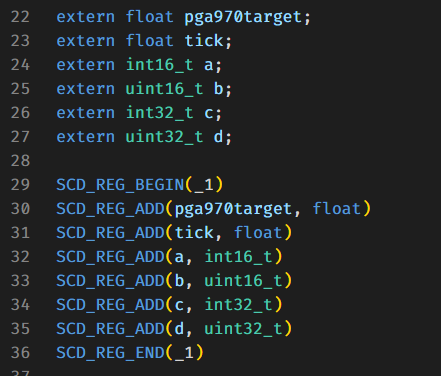 22 extern float pga970target;
23 extern float tick;
24 extern int16_t a;
25 extern uint16_t b;
26 extern int32_t c;
27 extern uint32_t d;
28
29 SCD_REG_BEGIN(_1)
30 SCD_REG_ADD(pga970target, float)
31 SCD_REG_ADD(tick, float)
32 SCD_REG_ADD(a, int16_t)
33 SCD_REG_ADD(b, uint16_t)
34 SCD_REG_ADD(c, int32_t)
35 SCD_REG_ADD(d, uint32_t)
36 SCD_REG_END(_1)